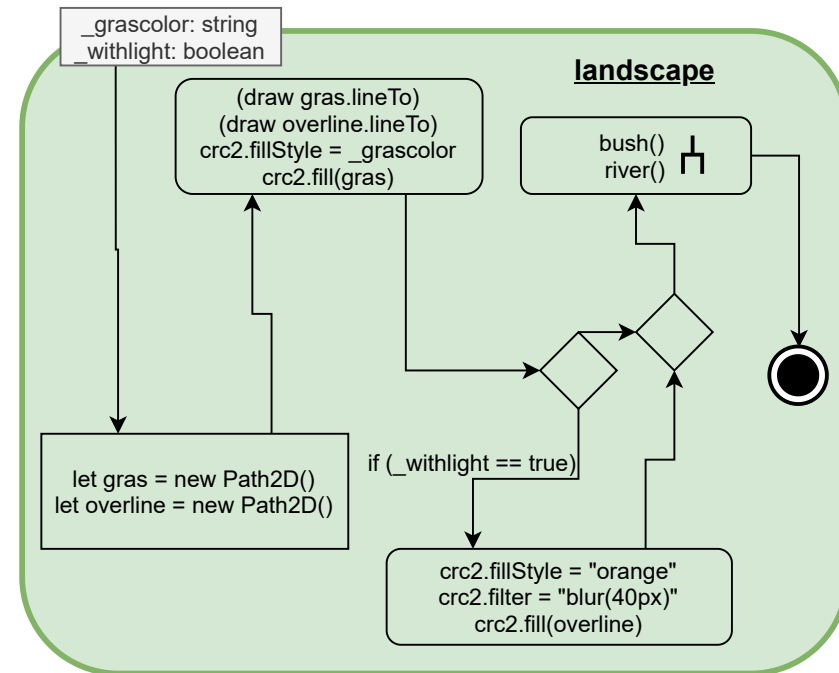 _grascolor: string
_withlight: boolean
landscape
(draw gras.lineTo)
(draw overline.lineTo)
crc2.fillStyle = _grascolor
crc2.fill(gras)
bush()
river()
let gras = new Path2D()
let overline = new Path2D()
if (_withlight == true)
crc2.fillStyle = "orange"
crc2.filter = "blur(40px)"
crc2.fill(overline)